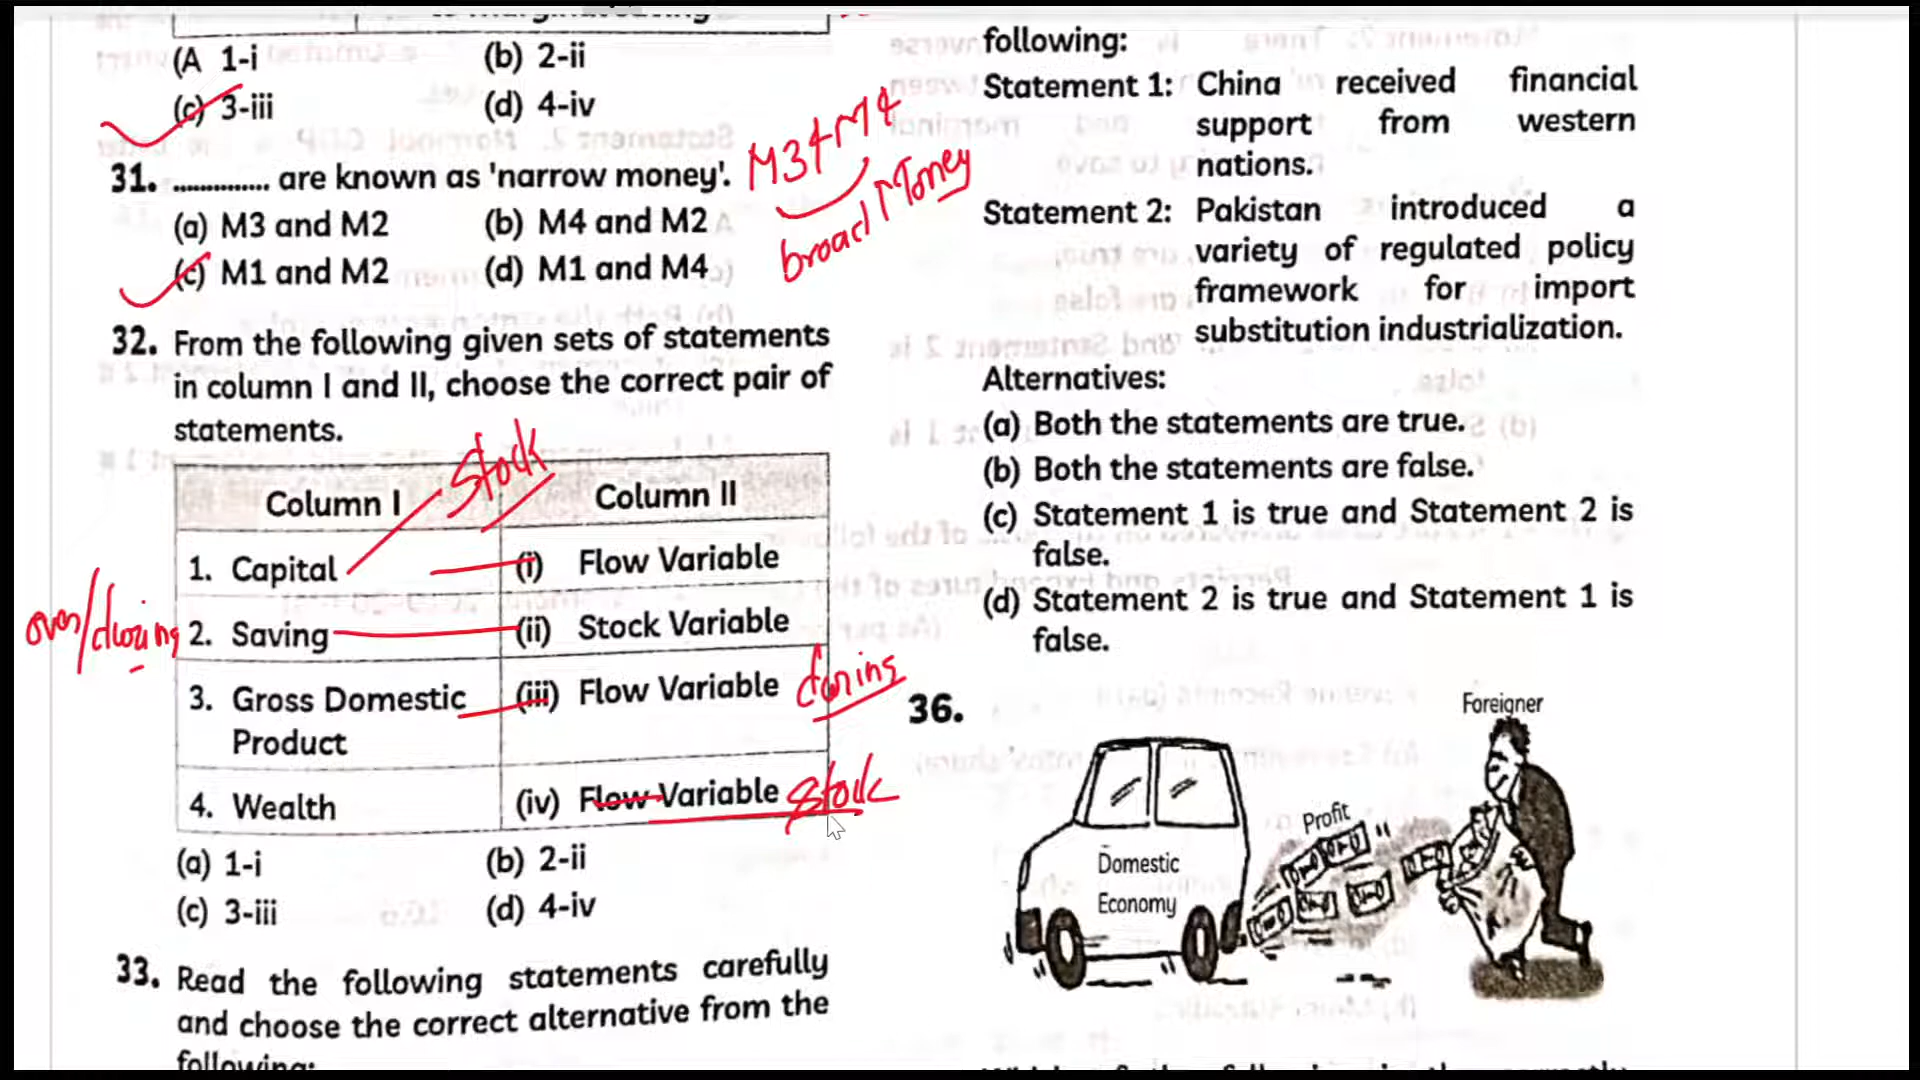 (A 1-i (b) 2-ii
(c) 3-iii (d) 4-iv
31. .............. are known as 'narrow money'.
(a) M3 and M2 (b) M4 and M2
(c) M1 and M2 (d) M1 and M4
M3+M4
broad Money
32. From the following given sets of statements
in column I and II, choose the correct pair of
statements.
Stock
Column I Column II
1. Capital (i) Flow Variable
2. Saving (ii) Stock Variable
3. Gross Domestic (iii) Flow Variable
Product
4. Wealth (iv) Flow Variable Stock
(a) 1-i (b) 2-ii
(c) 3-iii (d) 4-iv
33. Read the following statements carefully
and choose the correct alternative from the
following:
following:
Statement 1: China received financial
support from western
nations.
Statement 2: Pakistan introduced a
variety of regulated policy
framework for import
substitution industrialization.
Alternatives:
(a) Both the statements are true.
(b) Both the statements are false.
(c) Statement 1 is true and Statement 2 is
false.
(d) Statement 2 is true and Statement 1 is
false.
36.
Foreigner
Profit
Domestic
Economy